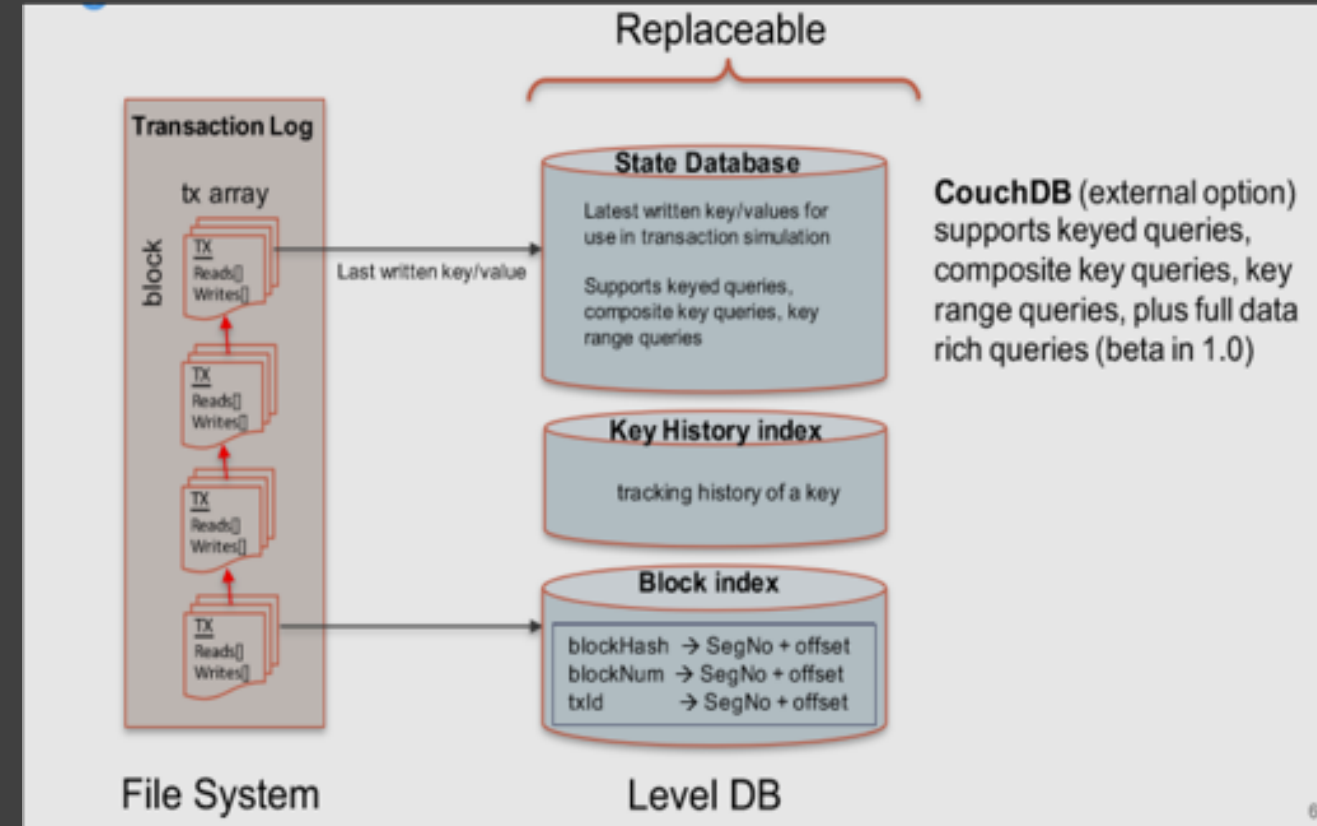 Replaceable
Transaction Log
tx array
block
TX
Reads[]
Writes[]
TX
Reads[]
Writes[]
TX
Reads[]
Writes[]
TX
Reads[]
Writes[]
File System
Last written key/value
State Database
Latest written key/values for
use in transaction simulation
Supports keyed queries,
composite key queries, key
range queries
Key History index
tracking history of a key
Block index
blockHash → SegNo + offset
blockNum → SegNo + offset
txId → SegNo + offset
Level DB
CouchDB (external option)
supports keyed queries,
composite key queries, key
range queries, plus full data
rich queries (beta in 1.0)
6